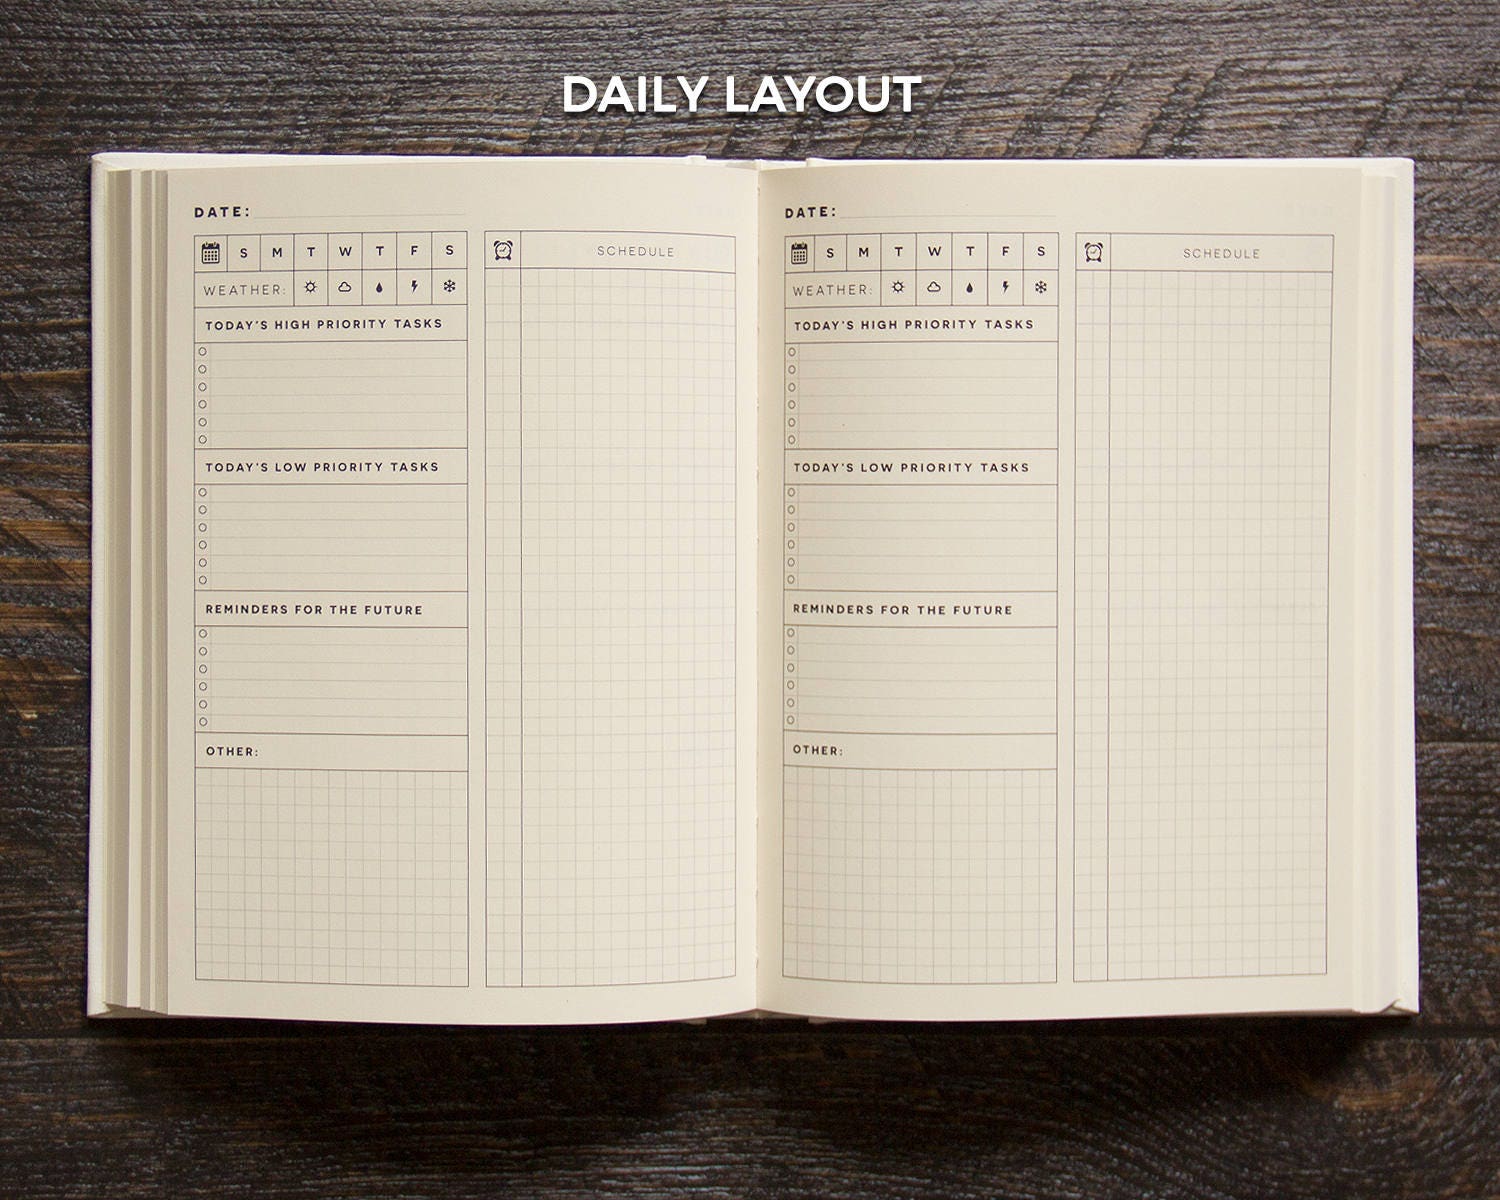 DAILY LAYOUT
DATE:
S M T W T F S
WEATHER:
TODAY'S HIGH PRIORITY TASKS
TODAY'S LOW PRIORITY TASKS
REMINDERS FOR THE FUTURE
OTHER:
SCHEDULE
DATE:
S M T W T F S
WEATHER:
TODAY'S HIGH PRIORITY TASKS
TODAY'S LOW PRIORITY TASKS
REMINDERS FOR THE FUTURE
OTHER:
SCHEDULE